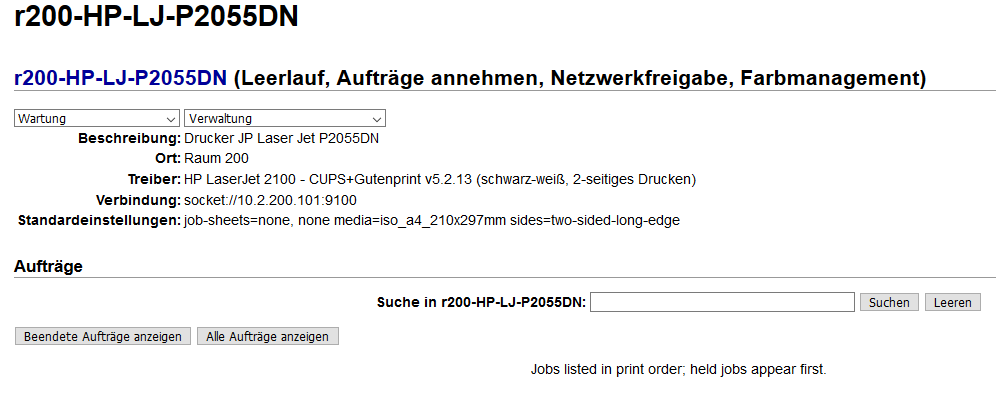 r200-HP-LJ-P2055DN
r200-HP-LJ-P2055DN (Leerlauf, Aufträge annehmen, Netzwerkfreigabe, Farbmanagement)
Wartung Verwaltung
Beschreibung: Drucker JP Laser Jet P2055DN
Ort: Raum 200
Treiber: HP LaserJet 2100 - CUPS+Gutenprint v5.2.13 (schwarz-weiß, 2-seitiges Drucken)
Verbindung: socket://10.2.200.101:9100
Standardeinstellungen: job-sheets=none, none media=iso_a4_210x297mm sides=two-sided-long-edge
Aufträge
Suche in r200-HP-LJ-P2055DN: Suchen Leeren
Beendete Aufträge anzeigen Alle Aufträge anzeigen
Jobs listed in print order; held jobs appear first.